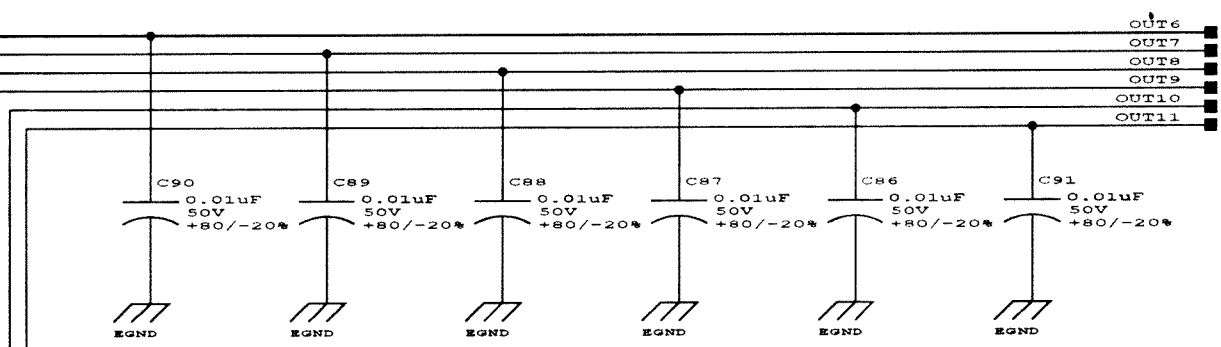 OUT6
OUT7
OUT8
OUT9
OUT10
OUT11
C90
0.01uF
50V
+80/-20%
EGND
C89
0.01uF
50V
+80/-20%
EGND
C88
0.01uF
50V
+80/-20%
EGND
C87
0.01uF
50V
+80/-20%
EGND
C86
0.01uF
50V
+80/-20%
EGND
C91
0.01uF
50V
+80/-20%
EGND